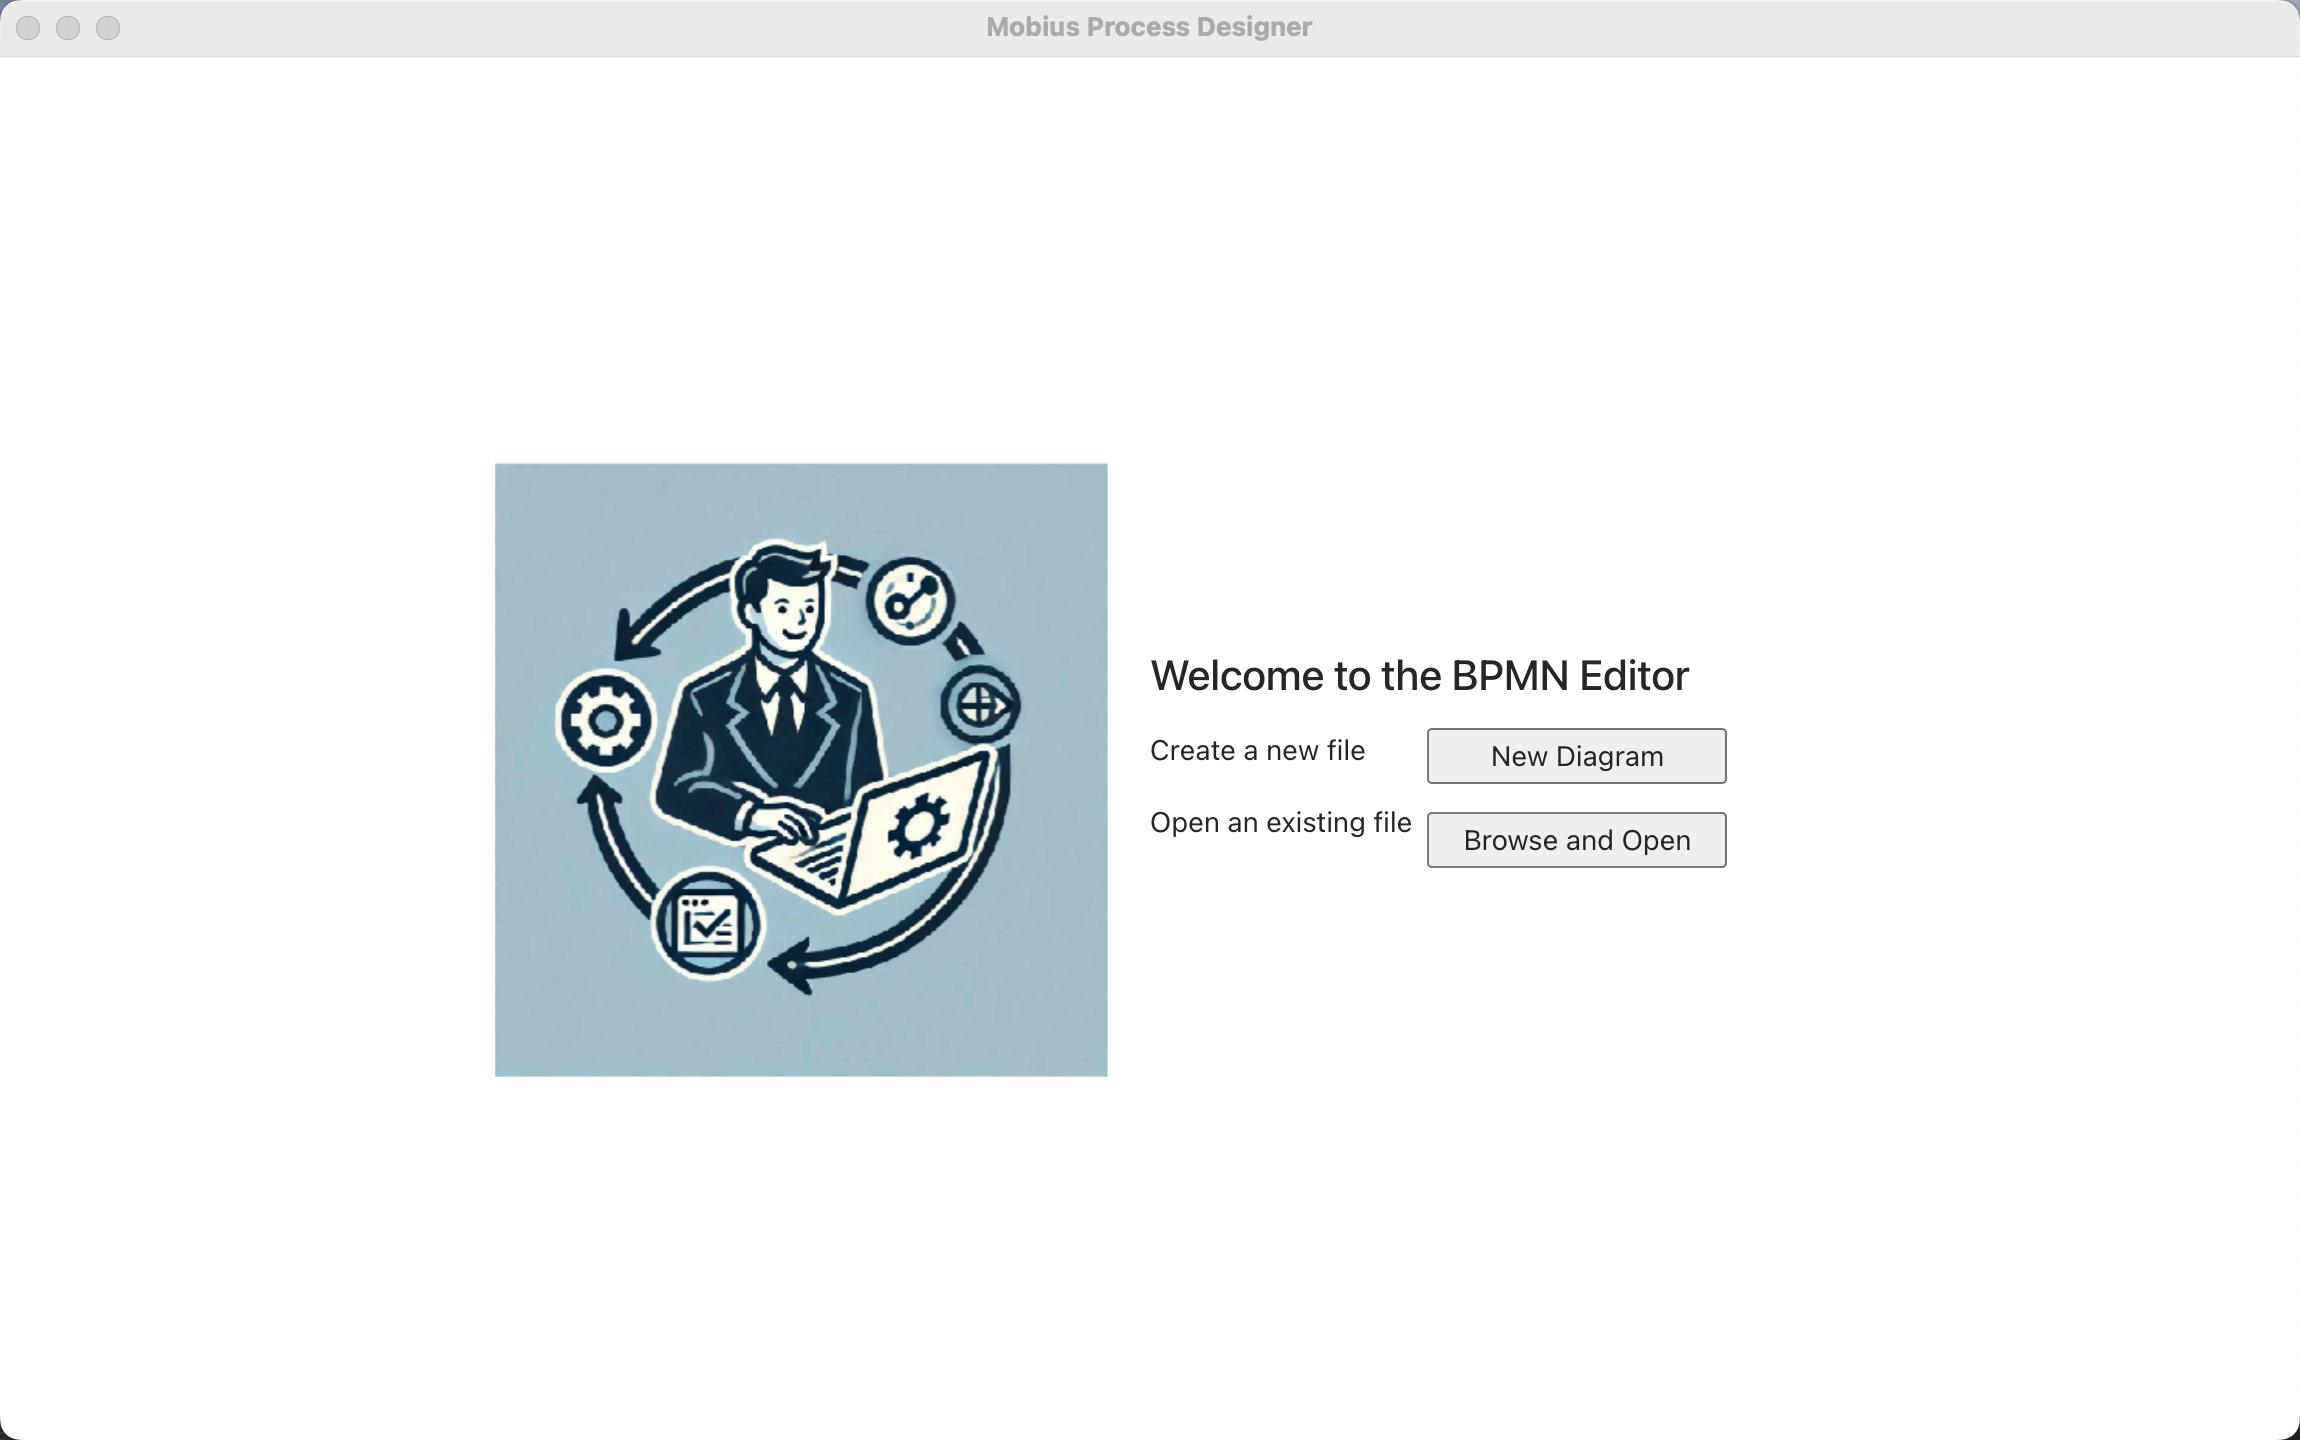 Mobius Process Designer
Welcome to the BPMN Editor
Create a new file
New Diagram
Open an existing file
Browse and Open